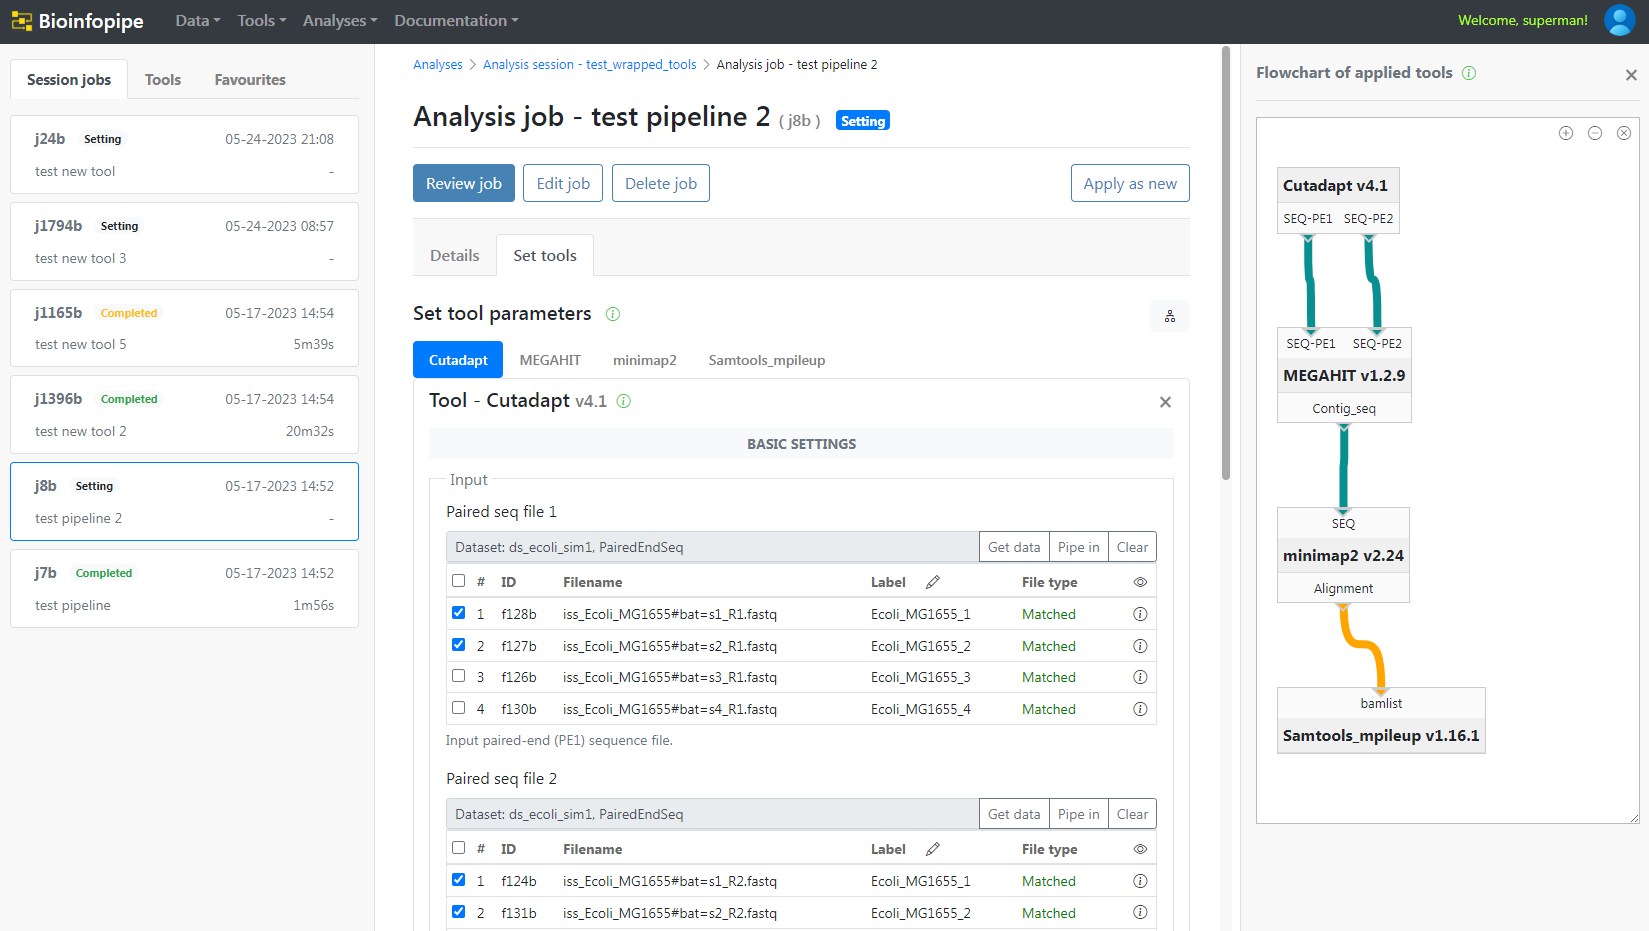 Bioinfopipe Data Tools Analyses Documentation Welcome, superman!
Session jobs Tools Favourites
j24b Setting 05-24-2023 21:08
test new tool -
j1794b Setting 05-24-2023 08:57
test new tool 3 -
j1165b Completed 05-17-2023 14:54
test new tool 5 5m39s
j1396b Completed 05-17-2023 14:54
test new tool 2 20m32s
j8b Setting 05-17-2023 14:52
test pipeline 2 -
j7b Completed 05-17-2023 14:52
test pipeline 1m56s
Analyses > Analysis session - test_wrapped_tools > Analysis job - test pipeline 2
Analysis job - test pipeline 2 ( j8b ) Setting
Review job Edit job Delete job Apply as new
Details Set tools
Set tool parameters
Cutadapt MEGAHIT minimap2 Samtools_mpileup
Tool - Cutadapt v4.1
BASIC SETTINGS
Input
Paired seq file 1
Dataset: ds_ecoli_sim1, PairedEndSeq Get data Pipe in Clear
# ID Filename Label File type
1 f128b iss_Ecoli_MG1655#bat=s1_R1.fastq Ecoli_MG1655_1 Matched
2 f127b iss_Ecoli_MG1655#bat=s2_R1.fastq Ecoli_MG1655_2 Matched
3 f126b iss_Ecoli_MG1655#bat=s3_R1.fastq Ecoli_MG1655_3 Matched
4 f130b iss_Ecoli_MG1655#bat=s4_R1.fastq Ecoli_MG1655_4 Matched
Input paired-end (PE1) sequence file.
Paired seq file 2
Dataset: ds_ecoli_sim1, PairedEndSeq Get data Pipe in Clear
# ID Filename Label File type
1 f124b iss_Ecoli_MG1655#bat=s1_R2.fastq Ecoli_MG1655_1 Matched
2 f131b iss_Ecoli_MG1655#bat=s2_R2.fastq Ecoli_MG1655_2 Matched
Flowchart of applied tools
Cutadapt v4.1
SEQ-PE1 SEQ-PE2
SEQ-PE1 SEQ-PE2
MEGAHIT v1.2.9
Contig_seq
SEQ
minimap2 v2.24
Alignment
bamlist
Samtools_mpileup v1.16.1